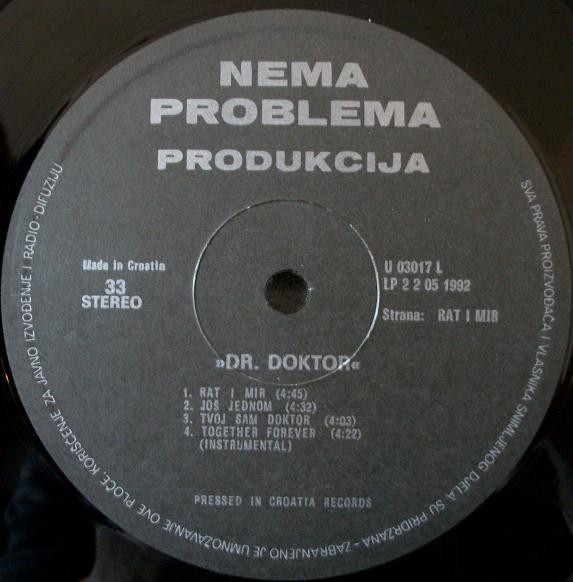 NEMA
PROBLEMA
PRODUKCIJA
Made in Croatia
33
STEREO
U 03017 L
LP 2 2 05 1992
Strana: RAT I MIR
»DR. DOKTOR«
1. RAT I MIR (4:45)
2. JOŠ JEDNOM (4:32)
3. TVOJ SAM DOKTOR (4:03)
4. TOGETHER FOREVER (4:22)
(INSTRUMENTAL)
PRESSED IN CROATIA RECORDS
SVA PRAVA PROIZVOĐAČA I VLASNIKA SNIMLJENOG DJELA SU PRIDRŽANA - ZABRANJENO JE UMNOŽAVANJE OVE PLOČE, KORIŠĆENJE ZA JAVNO IZVOĐENJE I RADIO-DIFUZIJU